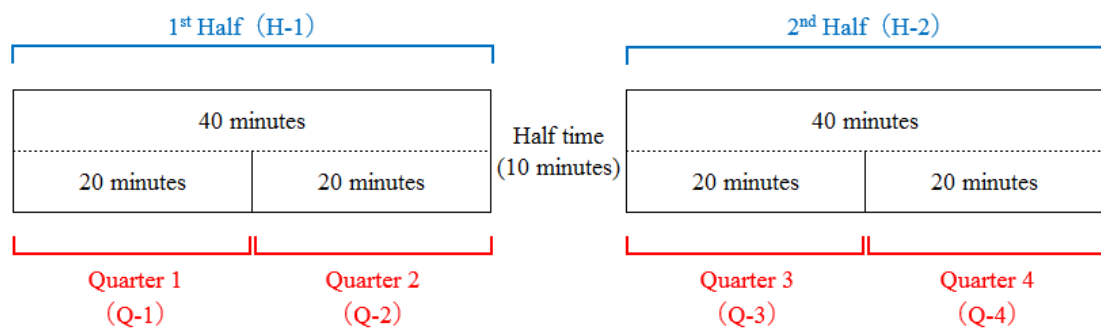 1st Half（H-1）
2nd Half（H-2）
40 minutes
20 minutes
20 minutes
Half time
(10 minutes)
40 minutes
20 minutes
20 minutes
Quarter 1
（Q-1）
Quarter 2
（Q-2）
Quarter 3
（Q-3）
Quarter 4
（Q-4）